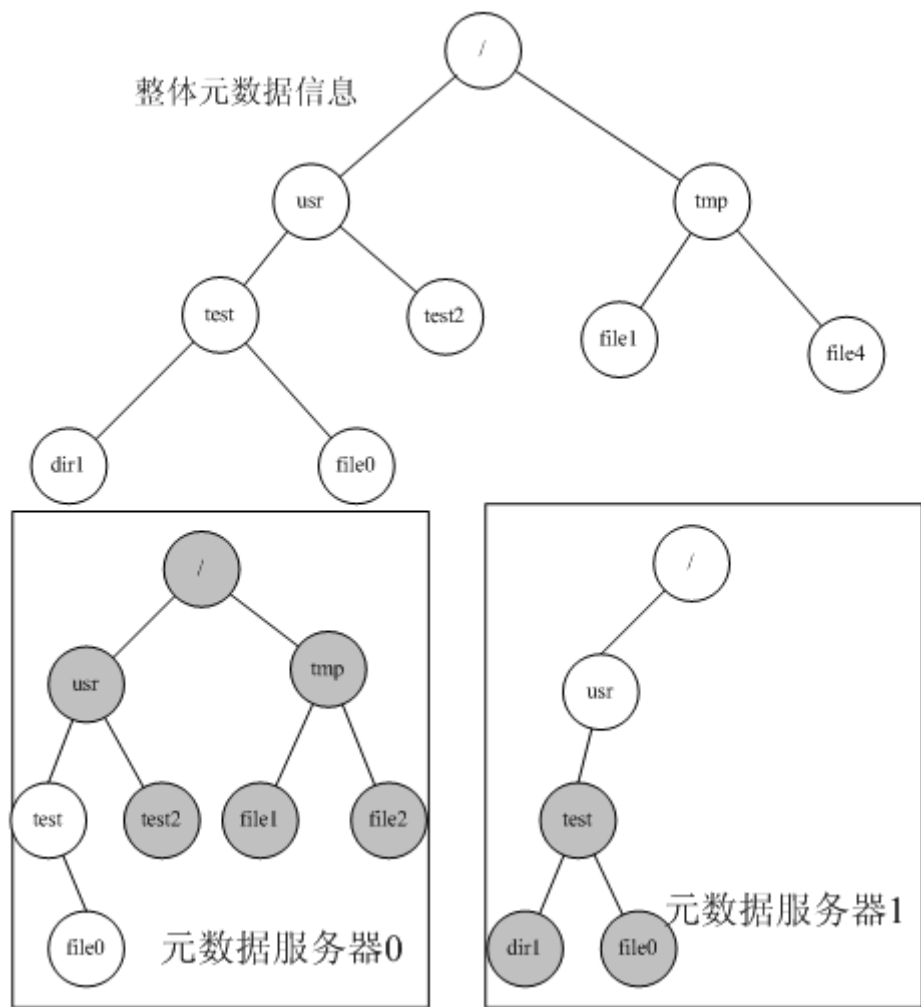 /
整体元数据信息
usr
tmp
test
test2
file1
file4
dir1
file0
/
usr
tmp
test
test2
file1
file2
file0
元数据服务器0
/
usr
test
元数据服务器1
dir1
file0